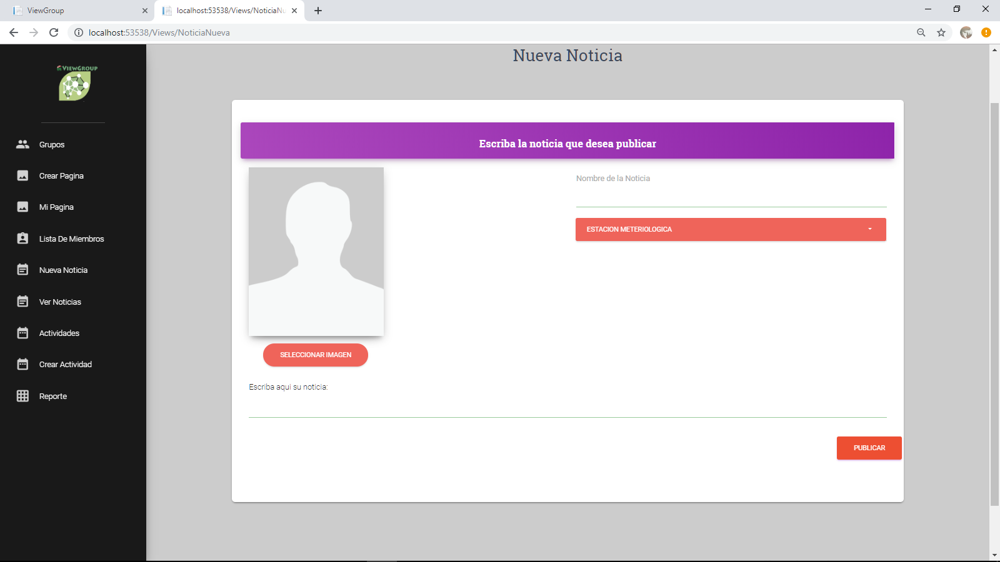 ViewGroup
localhost:53538/Views/NoticiaNu
localhost:53538/Views/NoticiaNueva
VIEWGROUP
Grupos
Crear Pagina
Mi Pagina
Lista De Miembros
Nueva Noticia
Ver Noticias
Actividades
Crear Actividad
Reporte
Nueva Noticia
Escriba la noticia que desea publicar
Nombre de la Noticia
ESTACION METERIOLOGICA
SELECCIONAR IMAGEN
Escriba aqui su noticia:
PUBLICAR